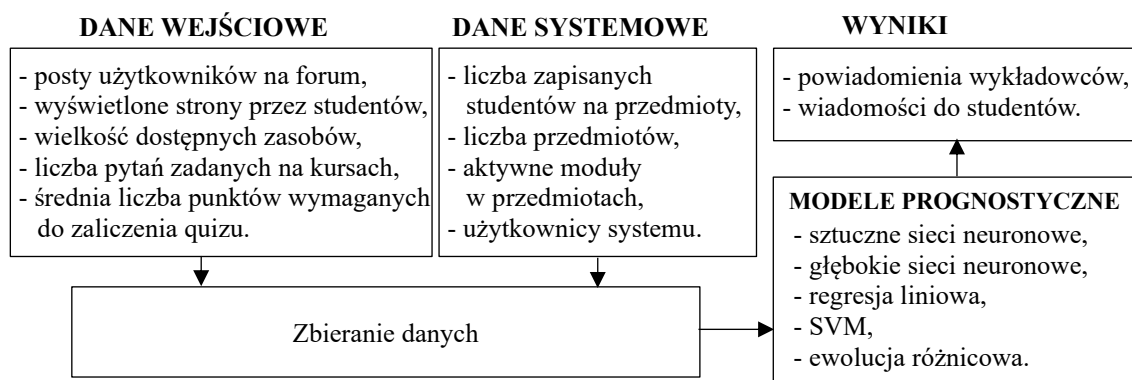 DANE WEJŚCIOWE
- posty użytkowników na forum,
- wyświetlone strony przez studentów,
- wielkość dostępnych zasobów,
- liczba pytań zadanych na kursach,
- średnia liczba punktów wymaganych
do zaliczenia quizu.
DANE SYSTEMOWE
- liczba zapisanych
studentów na przedmioty,
- liczba przedmiotów,
- aktywne moduły
w przedmiotach,
- użytkownicy systemu.
WYNIKI
- powiadomienia wykładowców,
- wiadomości do studentów.
MODELE PROGNOSTYCZNE
- sztuczne sieci neuronowe,
- głębokie sieci neuronowe,
- regresja liniowa,
- SVM,
- ewolucja różnicowa.
Zbieranie danych